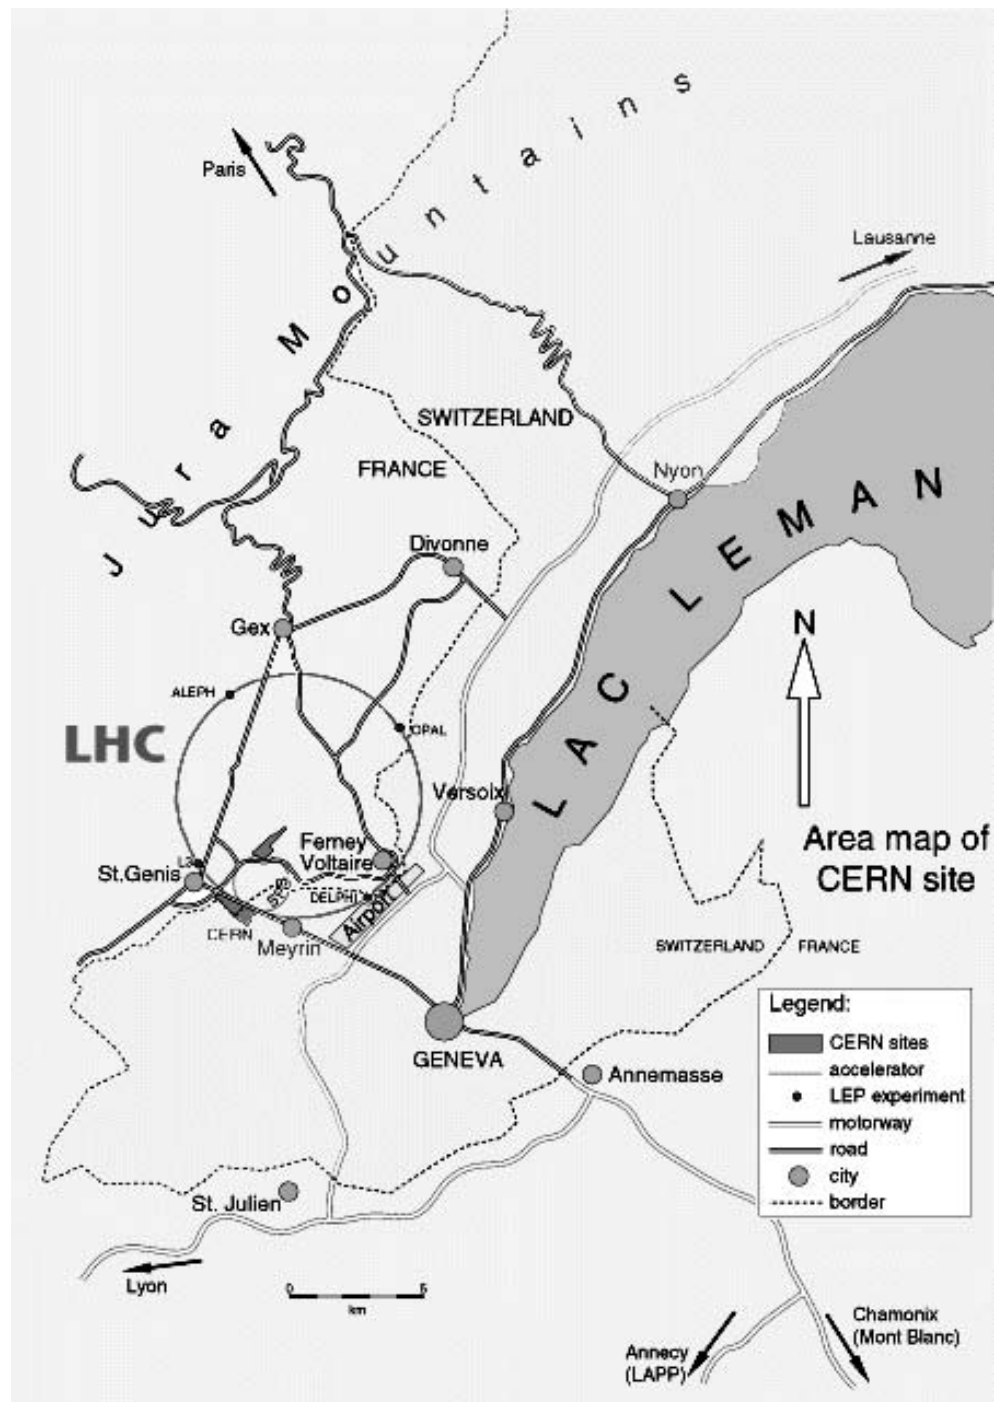 Jura Mountains
Paris
Lausanne
SWITZERLAND
FRANCE
Nyon
Divonne
LAC LEMAN
Gex
N
ALEPH
OPAL
LHC
Versoix
Area map of
CERN site
Ferney
Voltaire
L3
St.Genis
SPS
DELPHI
Airport
CERN
Meyrin
SWITZERLAND
FRANCE
GENEVA
Annemasse
Legend:
CERN sites
accelerator
LEP experiment
motorway
road
city
border
St. Julien
Lyon
0 5
km
Chamonix
(Mont Blanc)
Annecy
(LAPP)